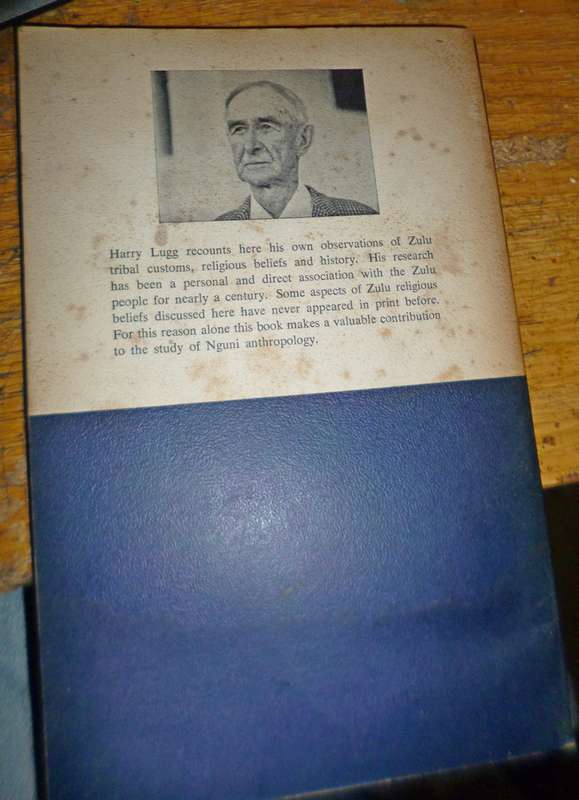 Harry Lugg recounts here his own observations of Zulu
tribal customs, religious beliefs and history. His research
has been a personal and direct association with the Zulu
people for nearly a century. Some aspects of Zulu religious
beliefs discussed here have never appeared in print before.
For this reason alone this book makes a valuable contribution
to the study of Nguni anthropology.